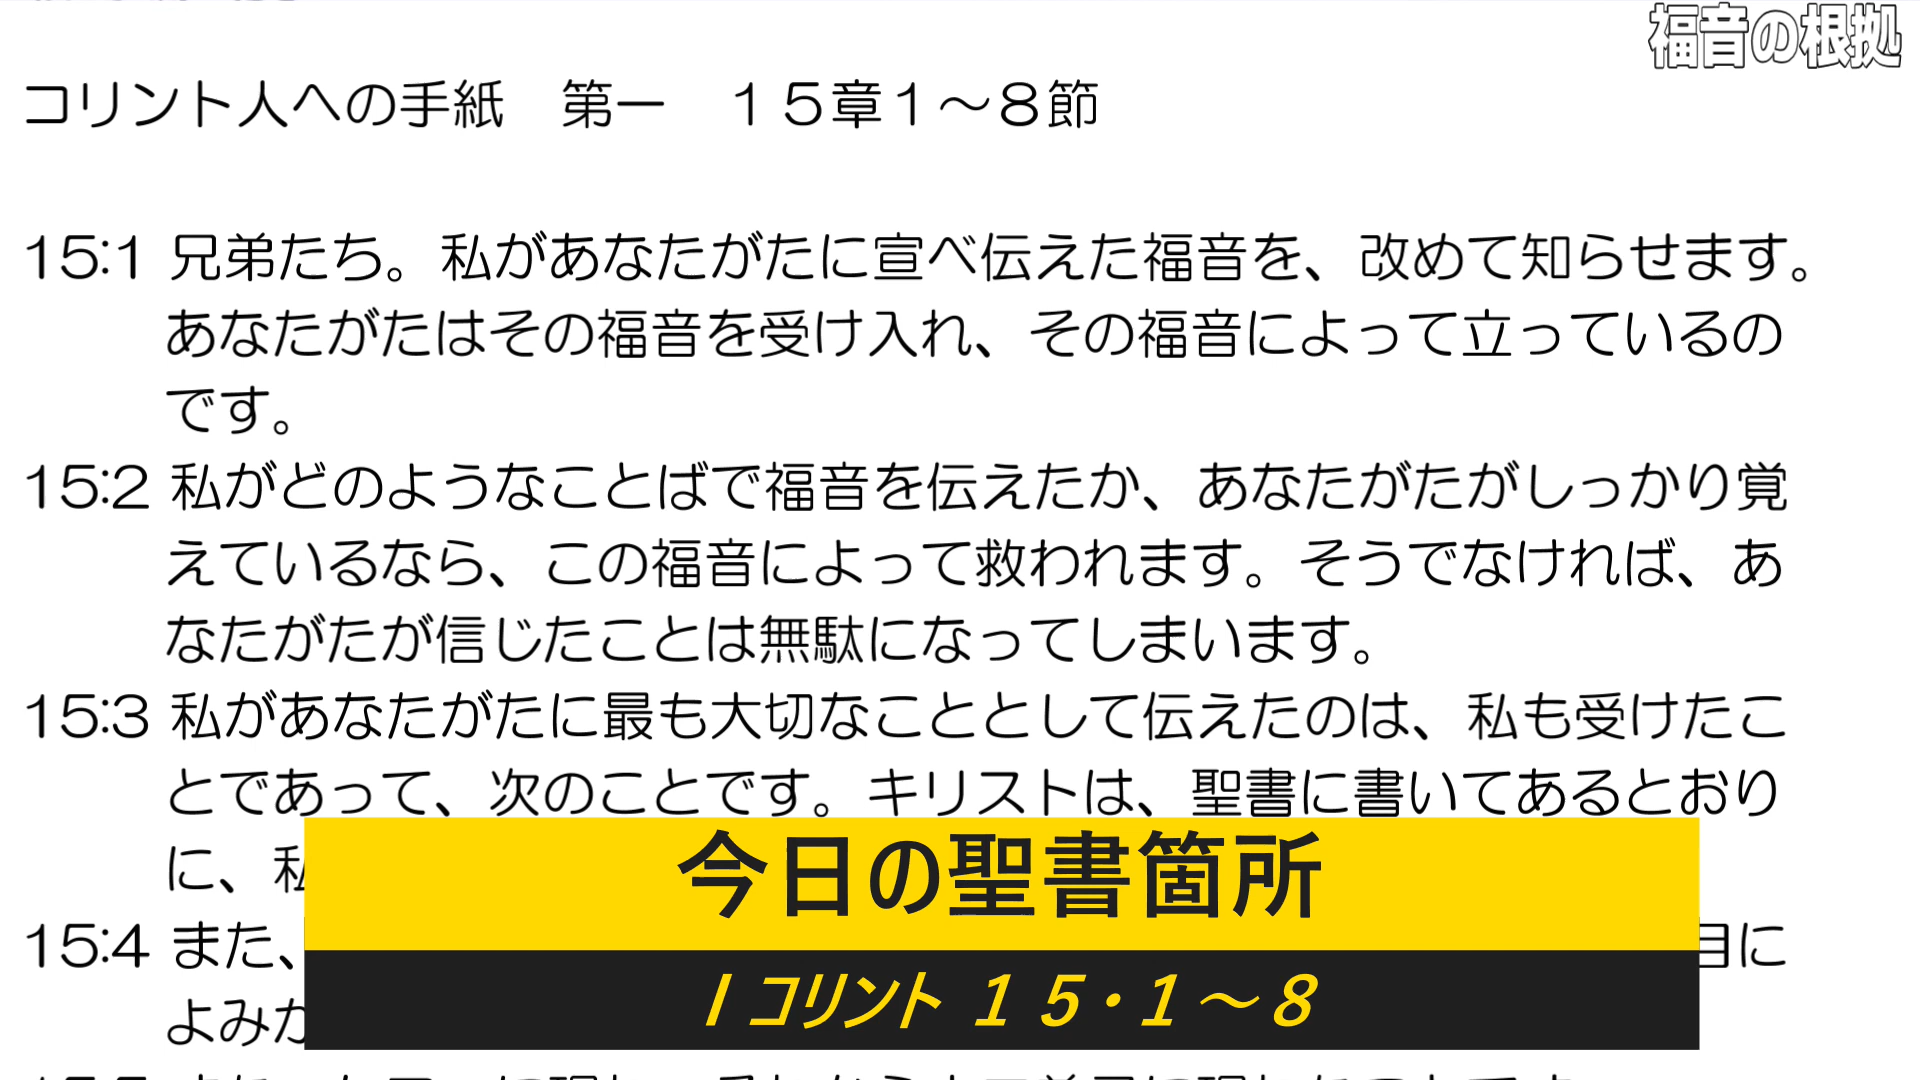 福音の根拠
コリント人への手紙　第一　１５章１～８節
15:1 兄弟たち。私があなたがたに宣べ伝えた福音を、改めて知らせます。
あなたがたはその福音を受け入れ、その福音によって立っているの
です。
15:2 私がどのようなことばで福音を伝えたか、あなたがたがしっかり覚
えているなら、この福音によって救われます。そうでなければ、あ
なたがたが信じたことは無駄になってしまいます。
15:3 私があなたがたに最も大切なこととして伝えたのは、私も受けたこ
とであって、次のことです。キリストは、聖書に書いてあるとおり
に、私
15:4 また、 目に
よみが
今日の聖書箇所
Ⅰコリント １５・１～８